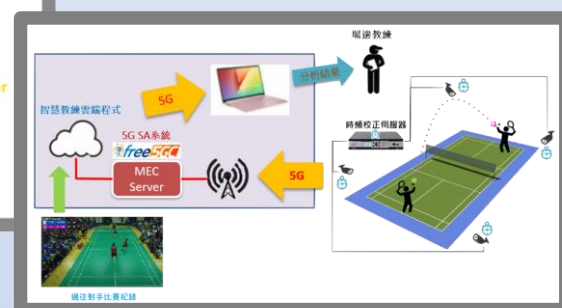 場邊教練
分析結果
5G
智慧教練雲端程式
時頻校正伺服器
5G SA系統
free5GC
MEC
Server
5G
過往對手比賽紀錄